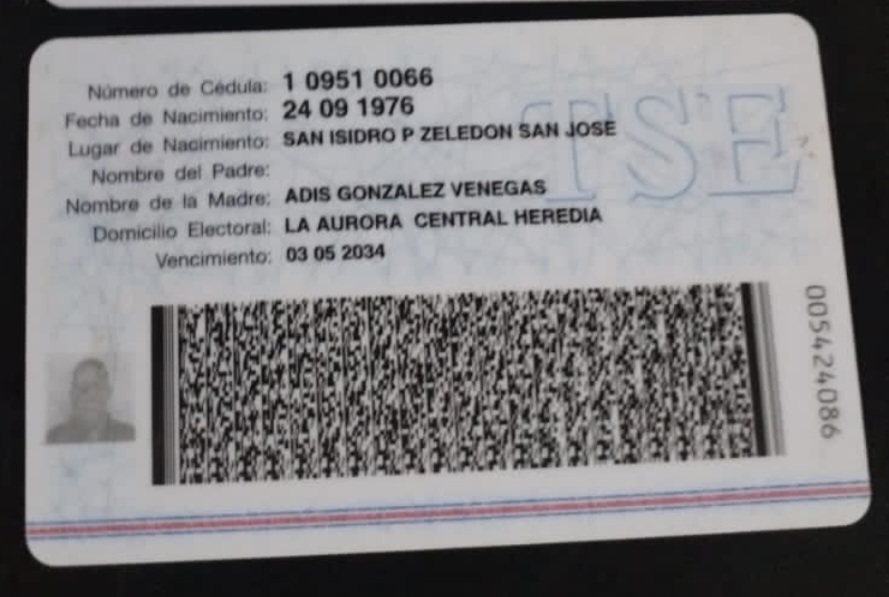 Número de Cédula: 1 0951 0066
Fecha de Nacimiento: 24 09 1976
Lugar de Nacimiento: SAN ISIDRO P ZELEDON SAN JOSE
Nombre del Padre:
Nombre de la Madre: ADIS GONZALEZ VENEGAS
Domicilio Electoral: LA AURORA CENTRAL HEREDIA
Vencimiento: 03 05 2034
TSE
005424086